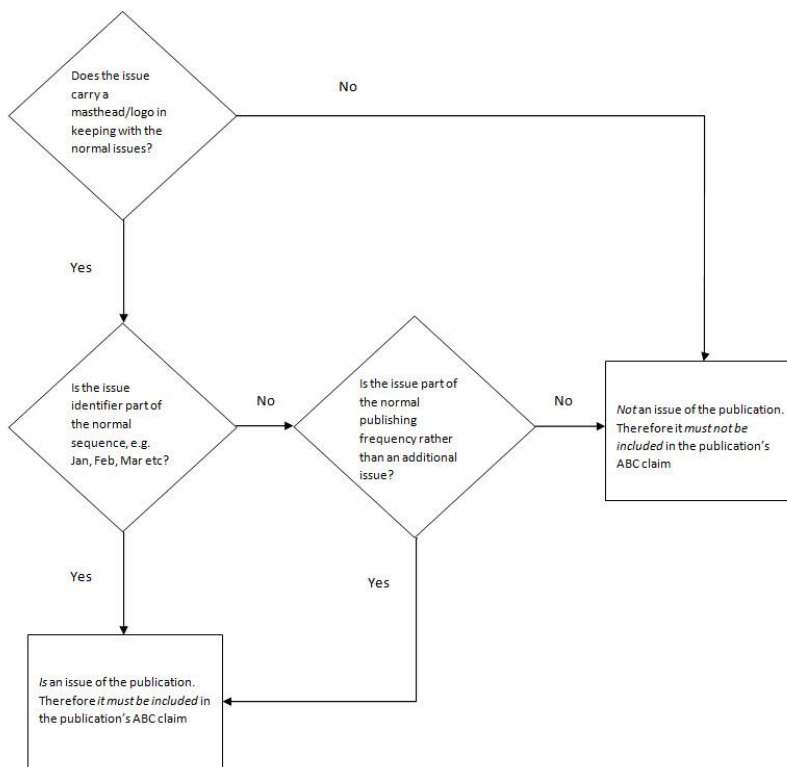 Does the issue
carry a
masthead/logo in
keeping with the
normal issues?
No
Yes
Is the issue
identifier part of
the normal
sequence, e.g.
Jan, Feb, Mar etc?
No
Is the issue part of
the normal
publishing
frequency rather
than an additional
issue?
No
Not an issue of the publication.
Therefore it must not be
included in the publication's
ABC claim
Yes
Yes
Is an issue of the publication.
Therefore it must be included in
the publication's ABC claim